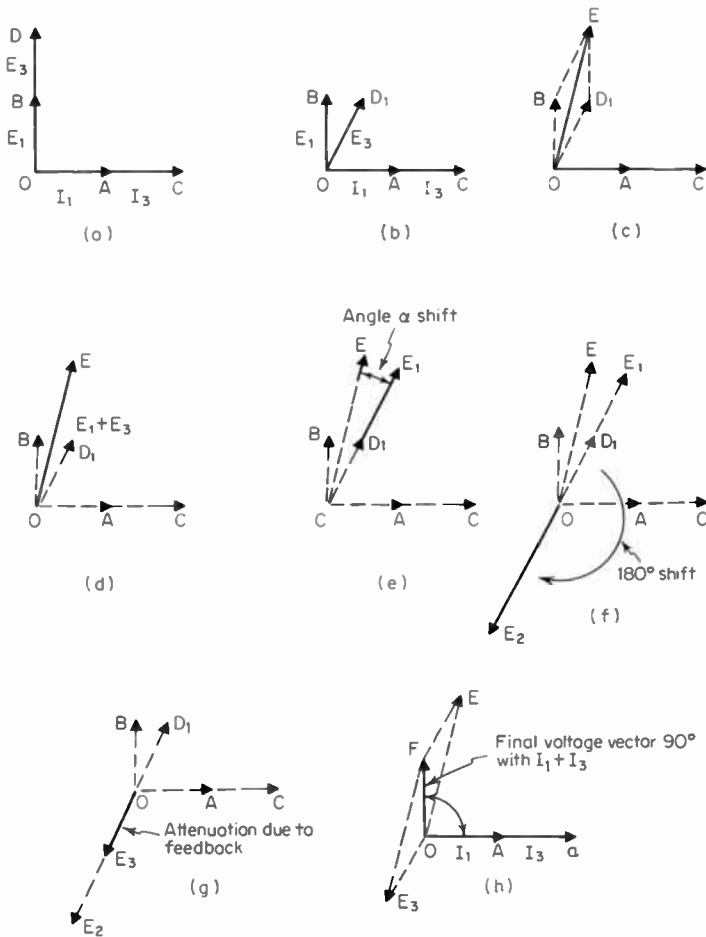 D
E3
B
E1
O
A
C
I1
I3
(a)
B
D1
E1
E3
O
A
C
I1
I3
(b)
E
B
D1
O
A
C
(c)
E
B
E1+E3
D1
O
A
C
(d)
Angle α shift
E
E1
B
D1
C
A
C
(e)
E
E1
B
D1
O
A
C
180° shift
E2
(f)
B
D1
O
A
C
Attenuation due to
feedback
E3
E2
(g)
E
F
Final voltage vector 90°
with I1+I3
O
I1
A
I3
a
E3
(h)